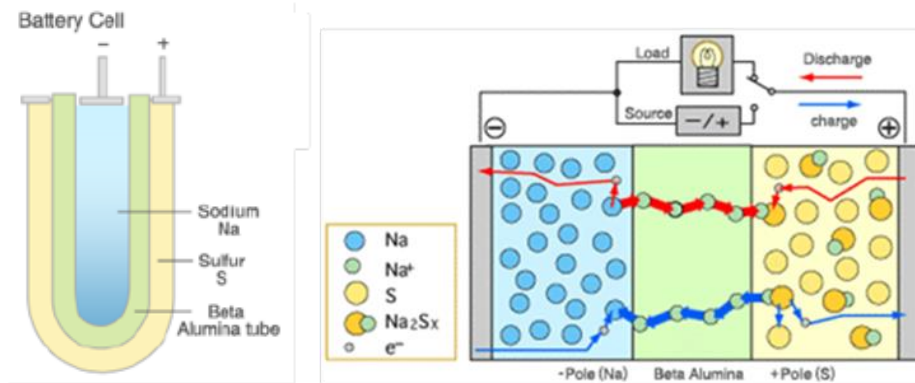 Battery Cell
− +
Sodium
Na
Sulfur
S
Beta
Alumina tube
Na
Na⁺
S
Na₂Sx
e⁻
Load
Source
−/+
Discharge
charge
⊖
⊕
-Pole (Na)
Beta Alumina
+Pole (S)